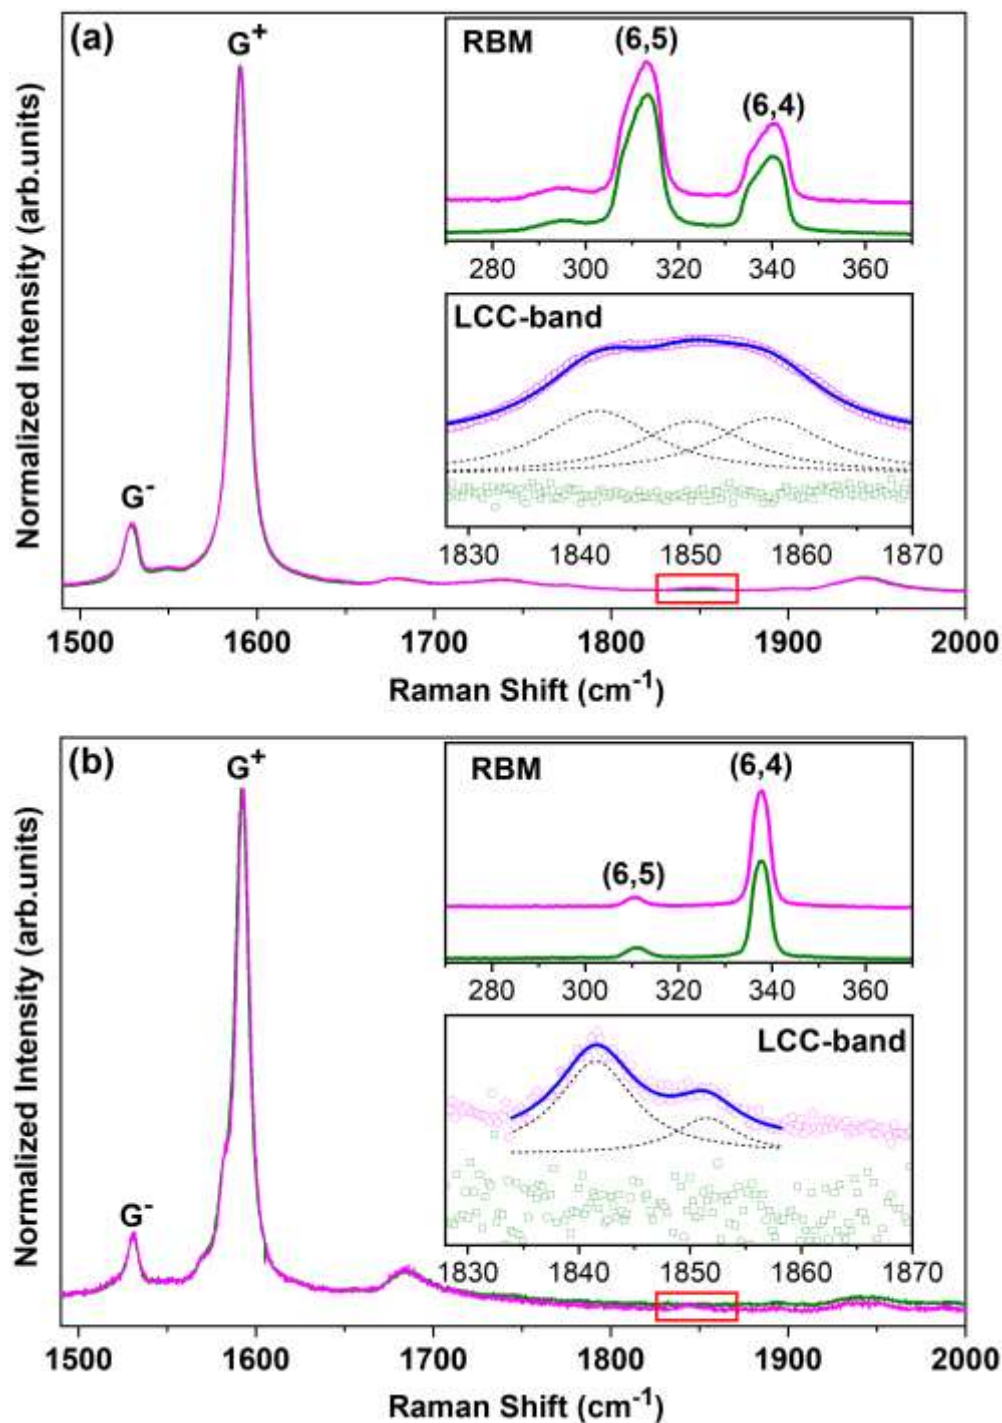 (a)
G⁺
G⁻
Normalized Intensity (arb.units)
RBM
(6,5)
(6,4)
280 300 320 340 360
LCC-band
1830 1840 1850 1860 1870
1500 1600 1700 1800 1900 2000
Raman Shift (cm⁻¹)
(b)
G⁺
G⁻
Normalized Intensity (arb.units)
RBM
(6,4)
(6,5)
280 300 320 340 360
LCC-band
1830 1840 1850 1860 1870
1500 1600 1700 1800 1900 2000
Raman Shift (cm⁻¹)